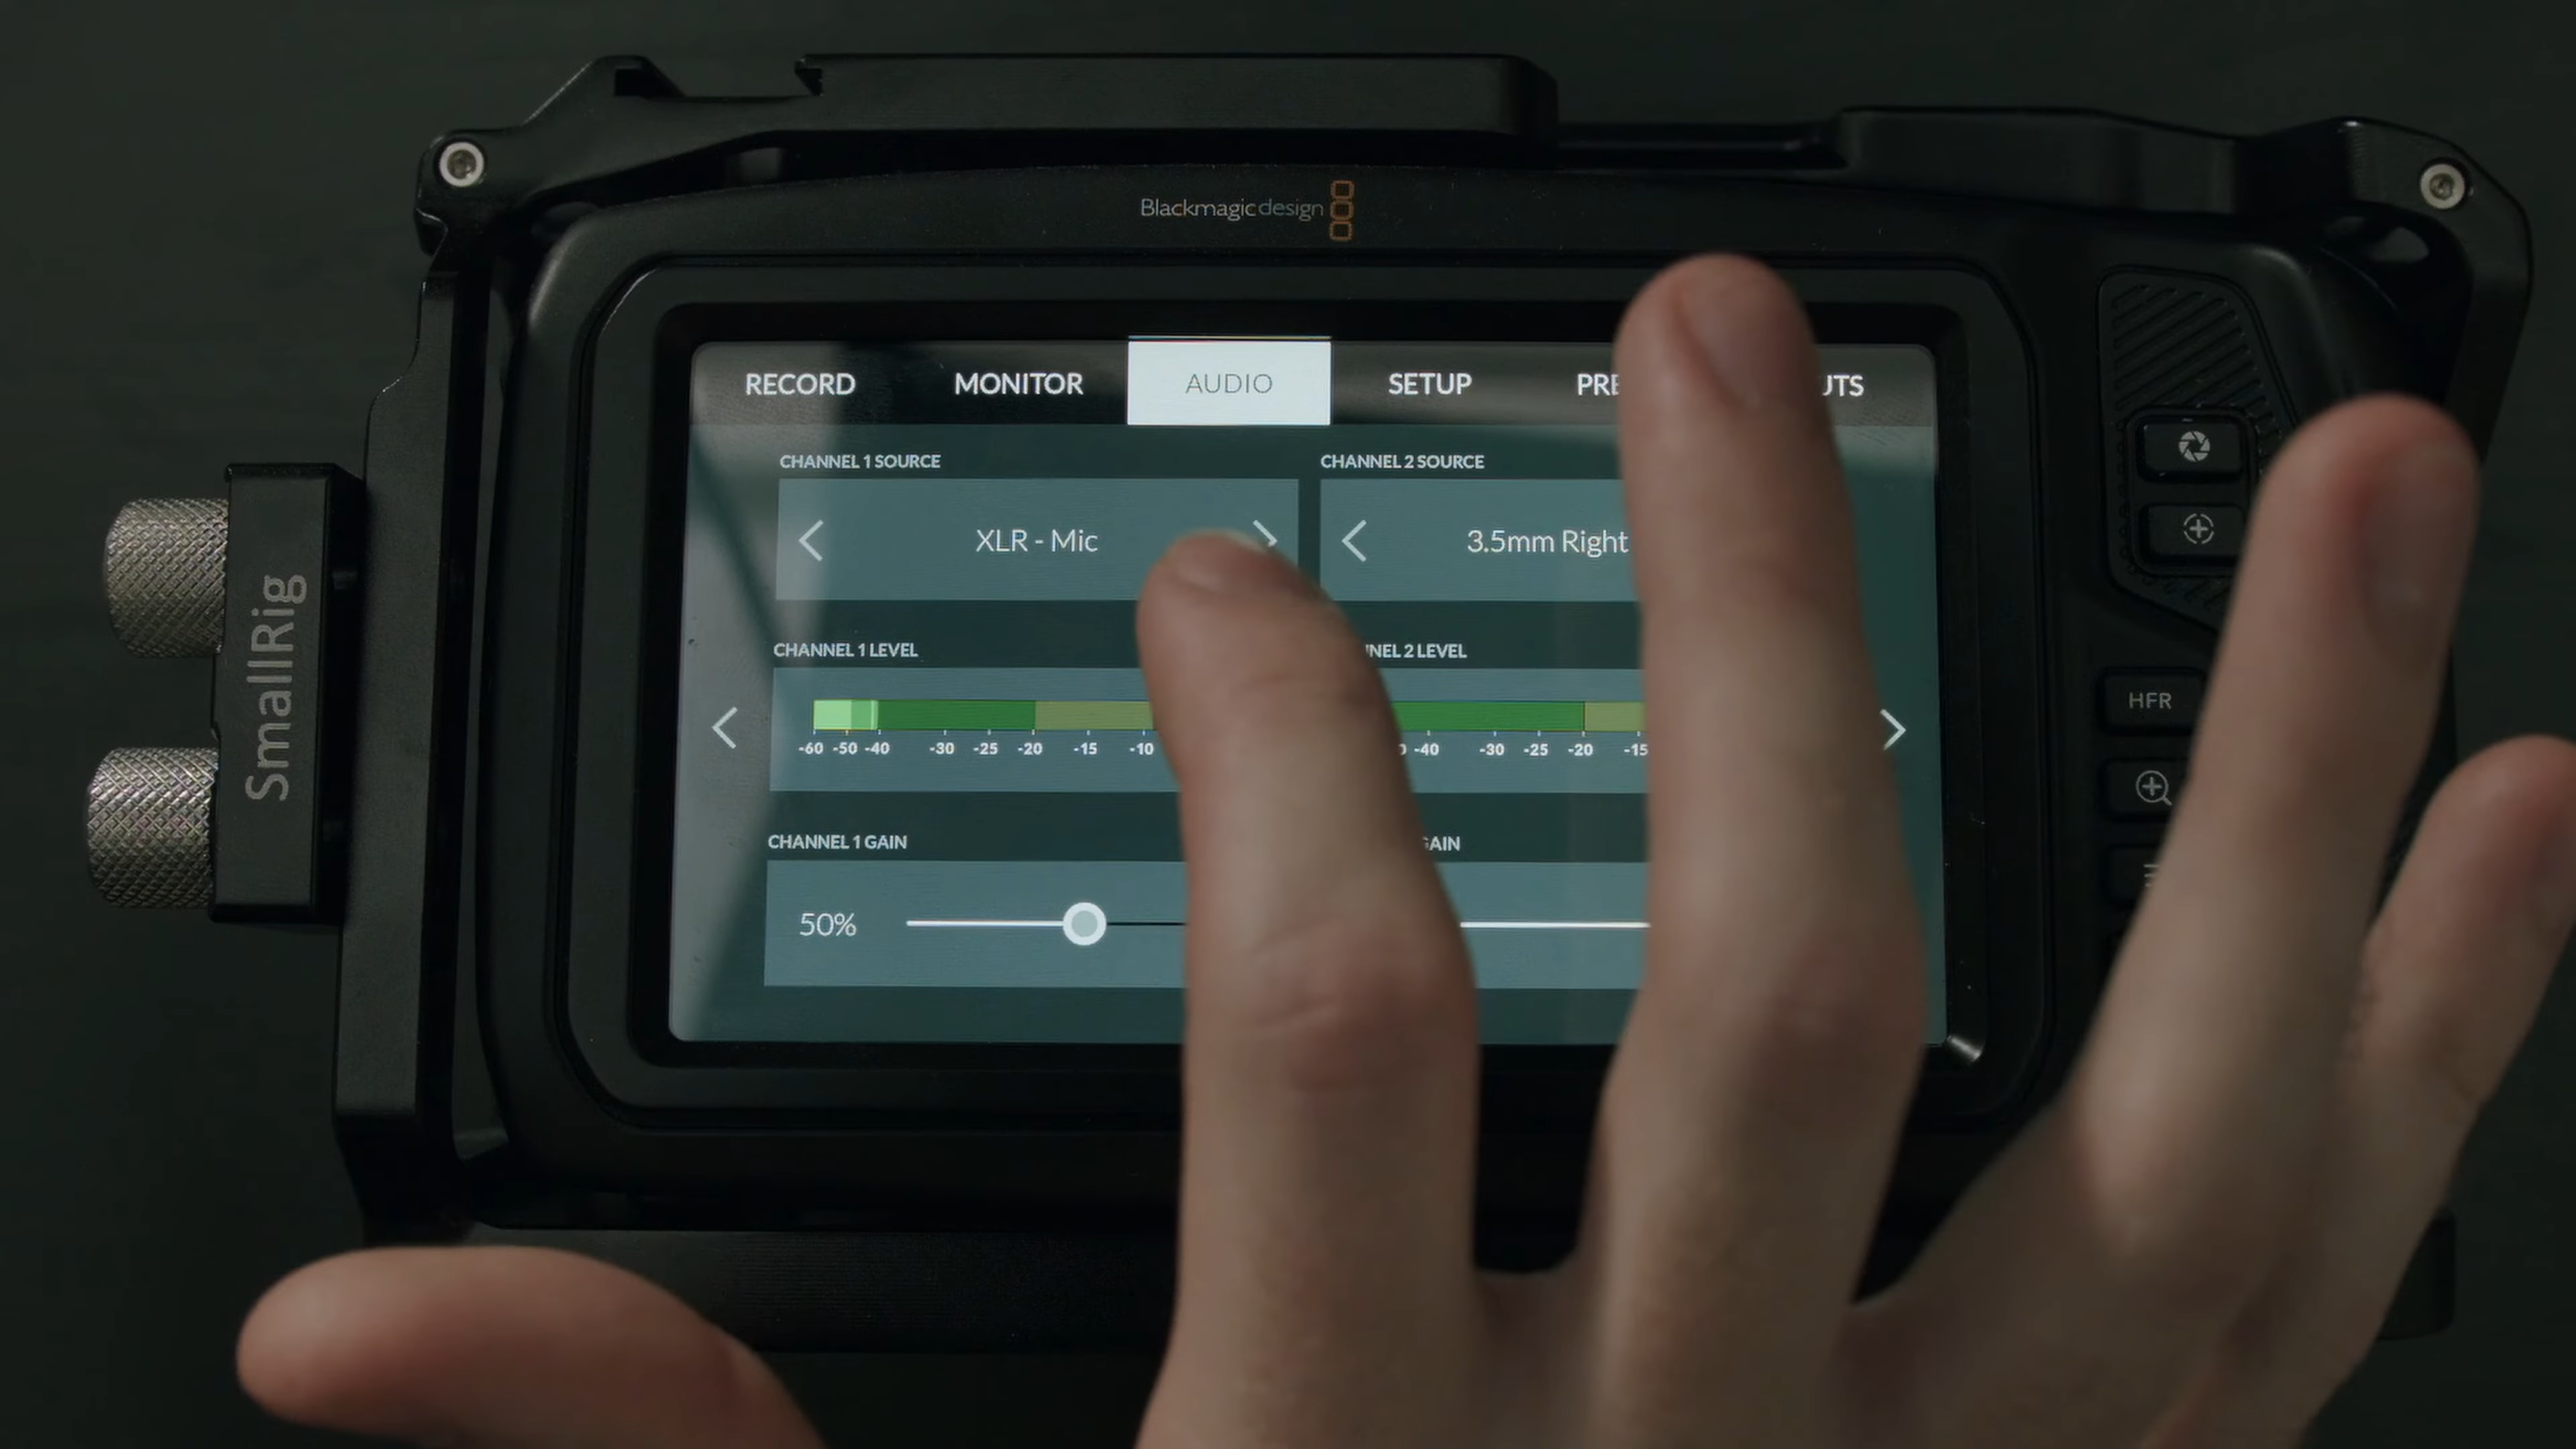 Blackmagicdesign
RECORD MONITOR AUDIO SETUP
CHANNEL 1 SOURCE CHANNEL 2 SOURCE
XLR - Mic 3.5mm Right
CHANNEL 1 LEVEL 2 LEVEL
-60 -50 -40 -30 -25 -20 -15 -10 -40 -30 -25 -20 -15
CHANNEL 1 GAIN
50%
HFR
SmallRig